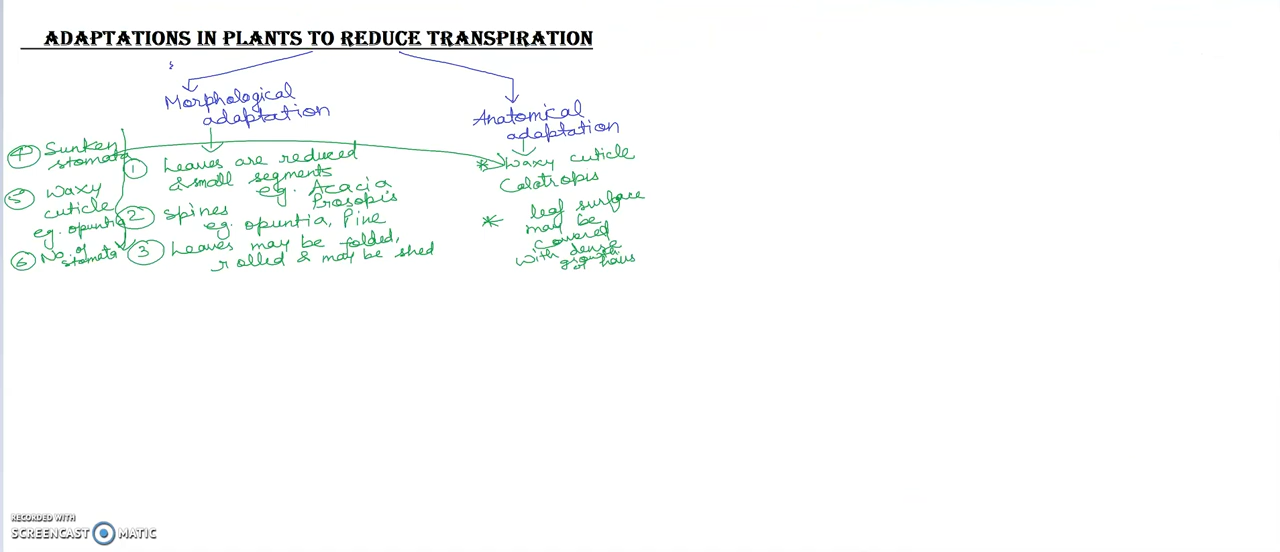 ADAPTATIONS IN PLANTS TO REDUCE TRANSPIRATION
Morphological
adaptation
① Leaves are reduced
& small segments
eg. Acacia
Prosopis
② Spines
eg. opuntia, Pine
③ Leaves may be folded,
rolled & may be shed
④ Sunken
stomata
⑤ Waxy
cuticle
eg. opuntia
⑥ No. of
stomata
Anatomical
adaptation
* Waxy cuticle
Calotropis
* leaf surface
may be
covered
with dense
growth
of hairs
RECORDED WITH
SCREENCAST MATIC